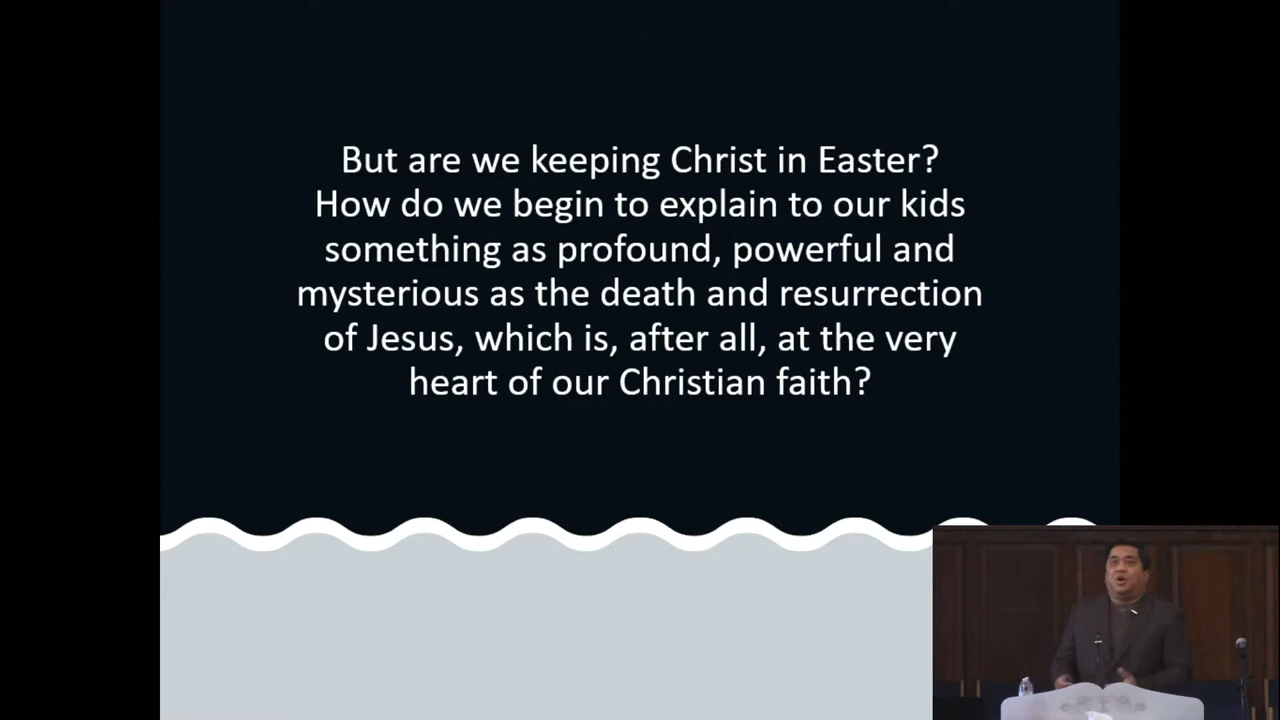 But are we keeping Christ in Easter?
How do we begin to explain to our kids
something as profound, powerful and
mysterious as the death and resurrection
of Jesus, which is, after all, at the very
heart of our Christian faith?